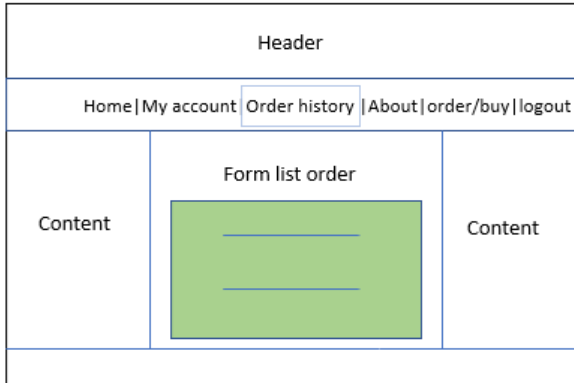 Header
Home|My account|Order history|About|order/buy|logout
Form list order
Content
Content